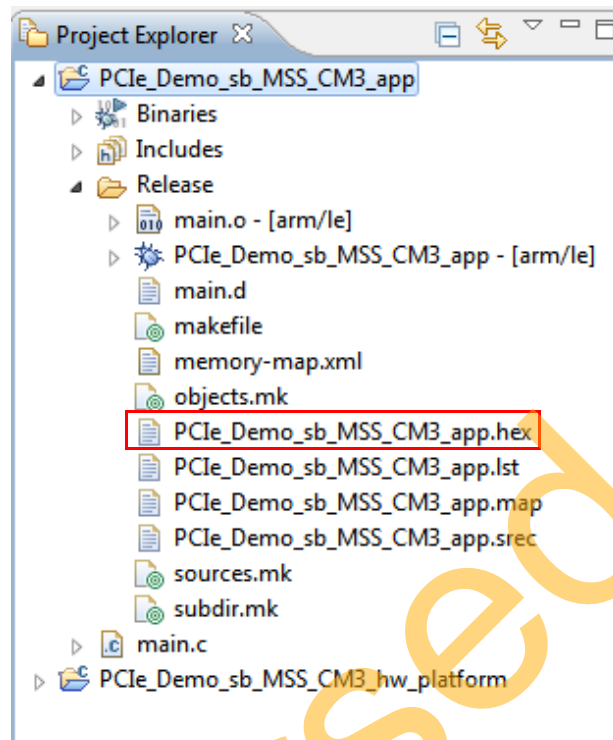 Project Explorer
PCIe_Demo_sb_MSS_CM3_app
Binaries
Includes
Release
main.o - [arm/le]
PCIe_Demo_sb_MSS_CM3_app - [arm/le]
main.d
makefile
memory-map.xml
objects.mk
PCIe_Demo_sb_MSS_CM3_app.hex
PCIe_Demo_sb_MSS_CM3_app.lst
PCIe_Demo_sb_MSS_CM3_app.map
PCIe_Demo_sb_MSS_CM3_app.srec
sources.mk
subdir.mk
main.c
PCIe_Demo_sb_MSS_CM3_hw_platform
sed